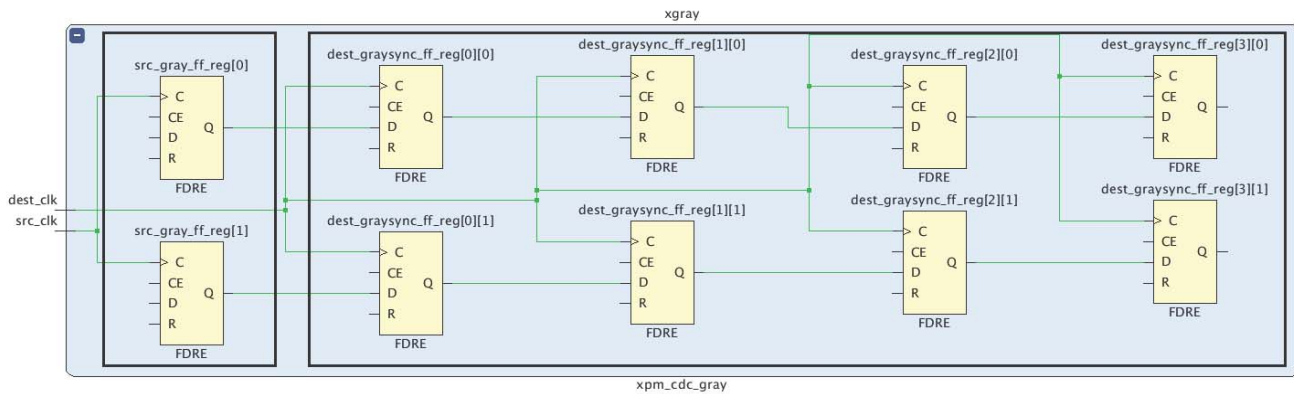 xgray
src_gray_ff_reg[0]
C
CE
D
R
Q
FDRE
dest_graysync_ff_reg[0][0]
C
CE
D
R
Q
FDRE
dest_graysync_ff_reg[1][0]
C
CE
D
R
Q
FDRE
dest_graysync_ff_reg[2][0]
C
CE
D
R
Q
FDRE
dest_graysync_ff_reg[3][0]
C
CE
D
R
Q
FDRE
dest_clk
src_clk
src_gray_ff_reg[1]
C
CE
D
R
Q
FDRE
dest_graysync_ff_reg[0][1]
C
CE
D
R
Q
FDRE
dest_graysync_ff_reg[1][1]
C
CE
D
R
Q
FDRE
dest_graysync_ff_reg[2][1]
C
CE
D
R
Q
FDRE
dest_graysync_ff_reg[3][1]
C
CE
D
R
Q
FDRE
xpm_cdc_gray